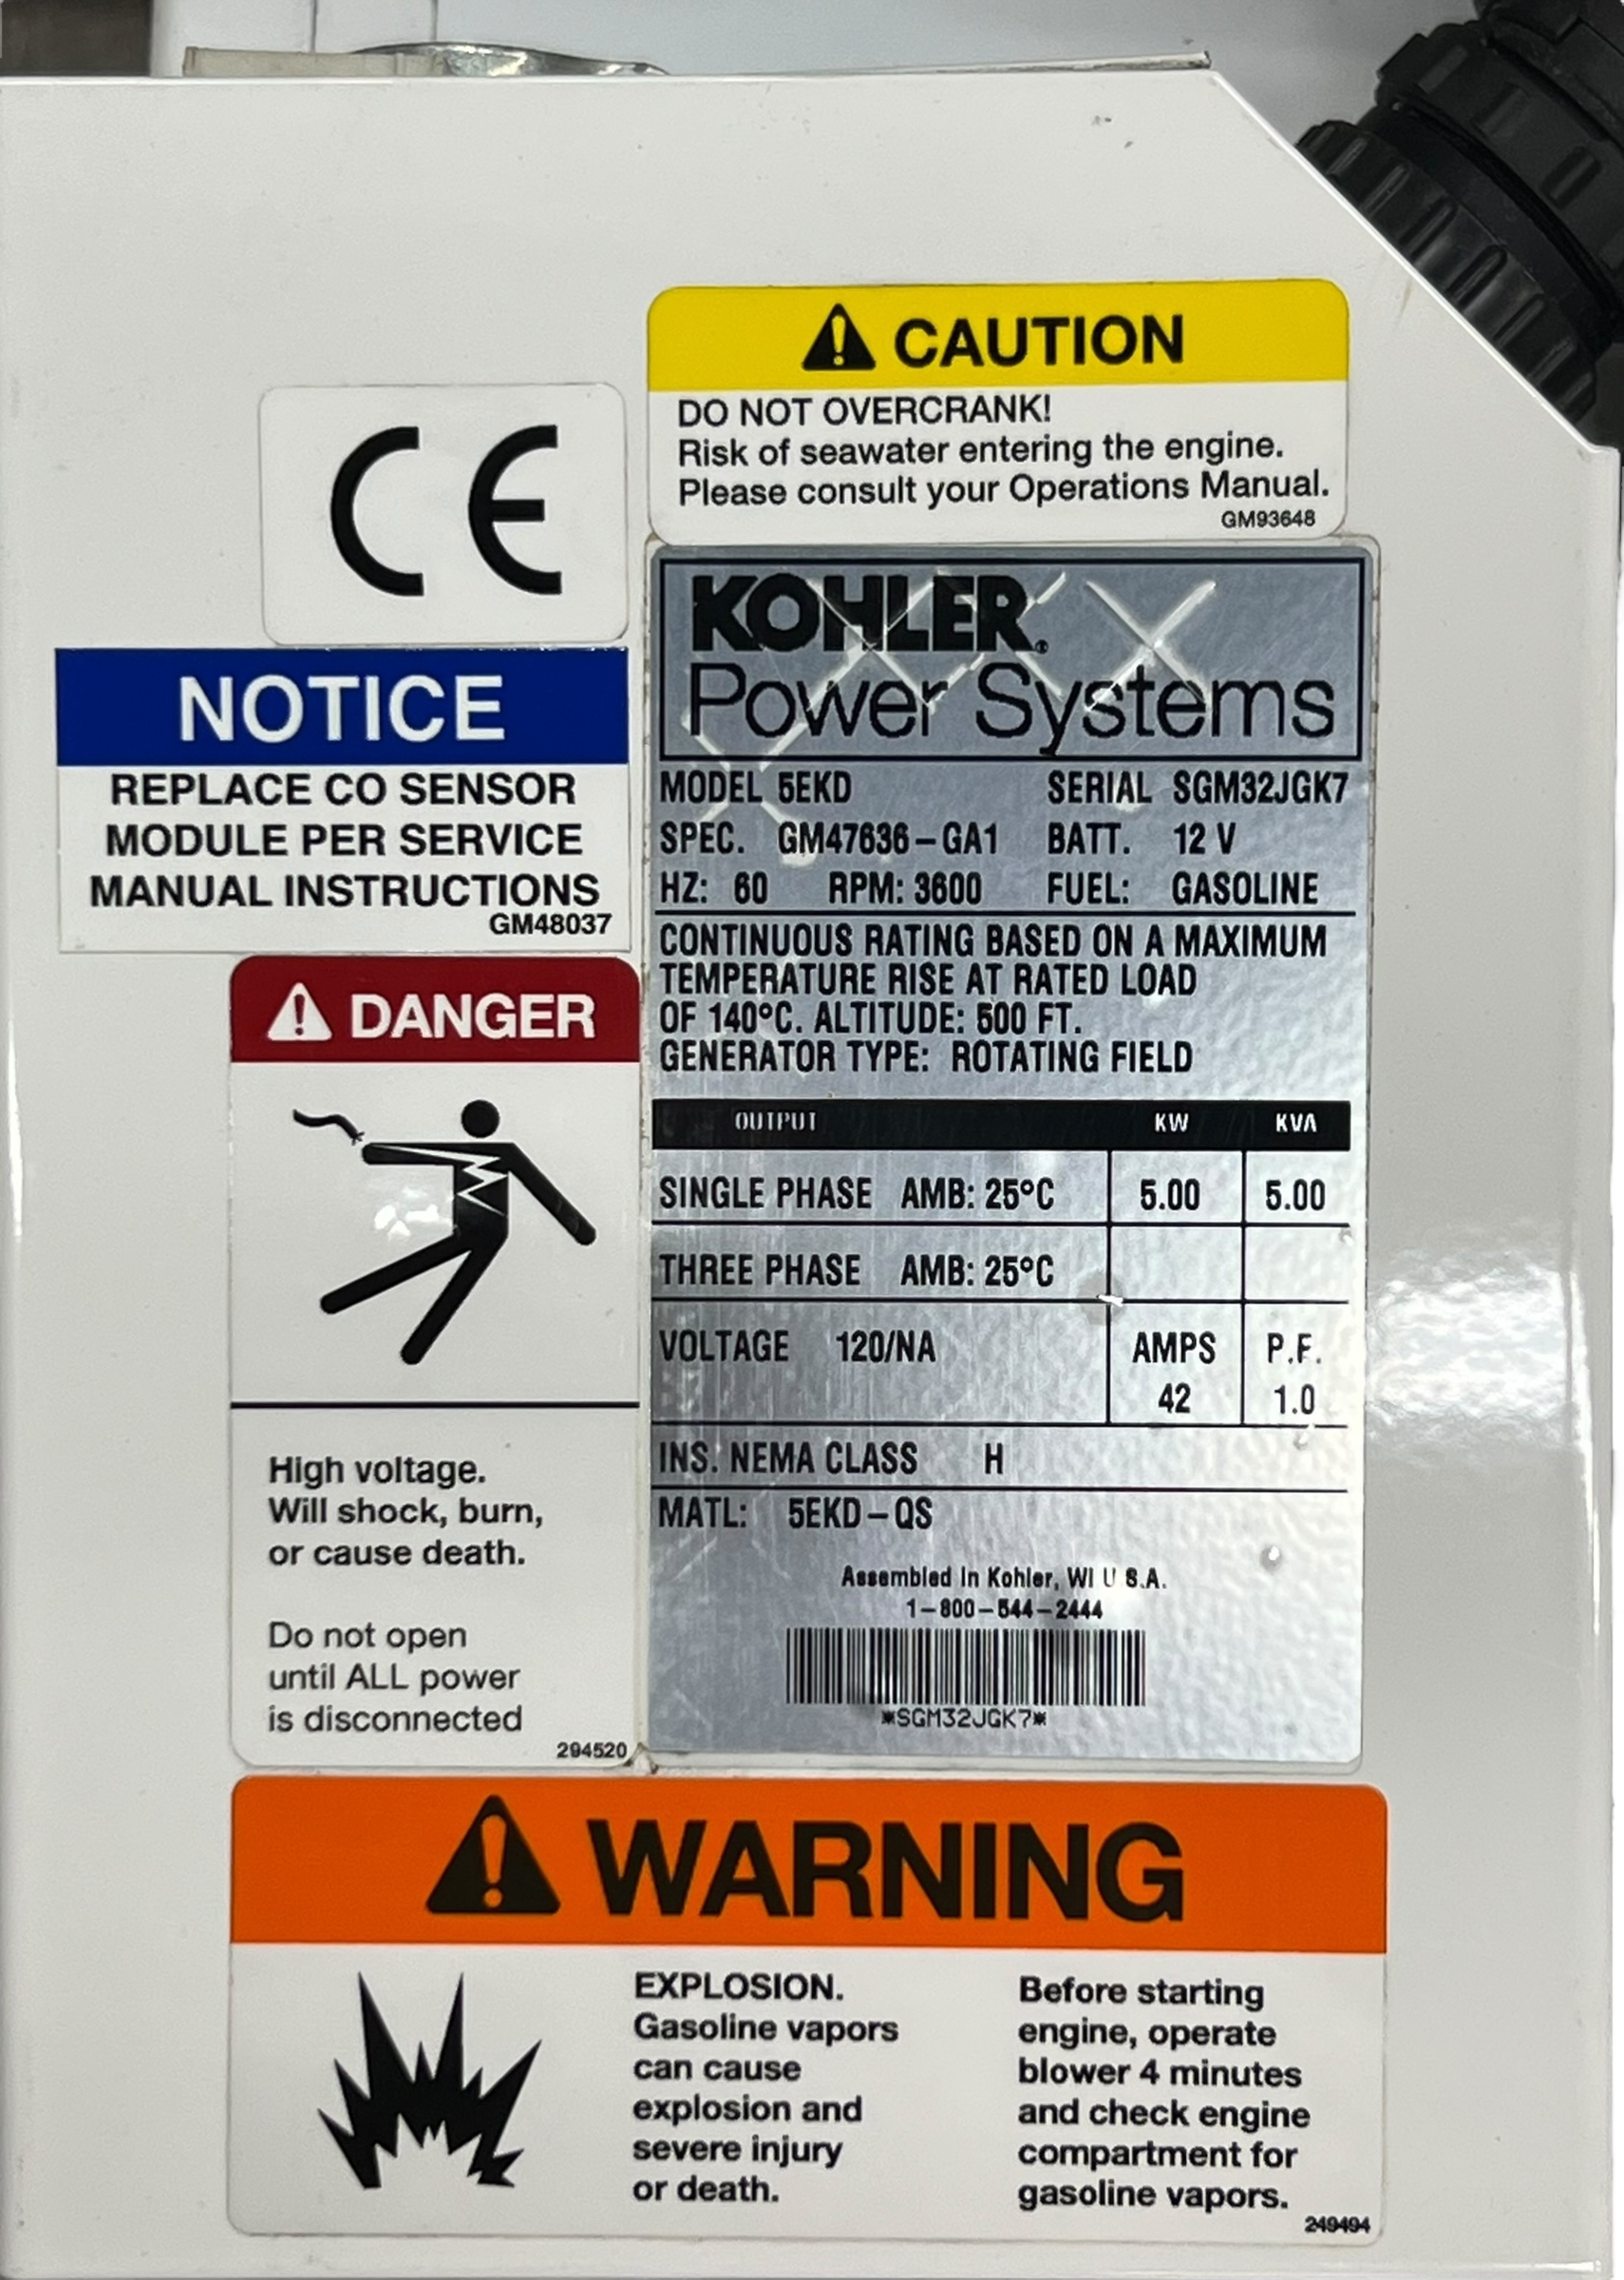 CAUTION
DO NOT OVERCRANK!
Risk of seawater entering the engine.
Please consult your Operations Manual.
GM93648
CE
NOTICE
REPLACE CO SENSOR
MODULE PER SERVICE
MANUAL INSTRUCTIONS
GM48037
KOHLER®
Power Systems
MODEL 5EKD SERIAL SGM32JGK7
SPEC. GM47636-GA1 BATT. 12 V
HZ: 60 RPM: 3600 FUEL: GASOLINE
CONTINUOUS RATING BASED ON A MAXIMUM
TEMPERATURE RISE AT RATED LOAD
OF 140°C. ALTITUDE: 500 FT.
GENERATOR TYPE: ROTATING FIELD
OUTPUT KW KVA
SINGLE PHASE AMB: 25°C 5.00 5.00
THREE PHASE AMB: 25°C
VOLTAGE 120/NA AMPS P.F.
42 1.0
INS. NEMA CLASS H
MATL: 5EKD-QS
Assembled in Kohler, WI U S.A.
1-800-544-2444
*SGM32JGK7*
DANGER
High voltage.
Will shock, burn,
or cause death.
Do not open
until ALL power
is disconnected
294520
WARNING
EXPLOSION.
Gasoline vapors
can cause
explosion and
severe injury
or death.
Before starting
engine, operate
blower 4 minutes
and check engine
compartment for
gasoline vapors.
249494